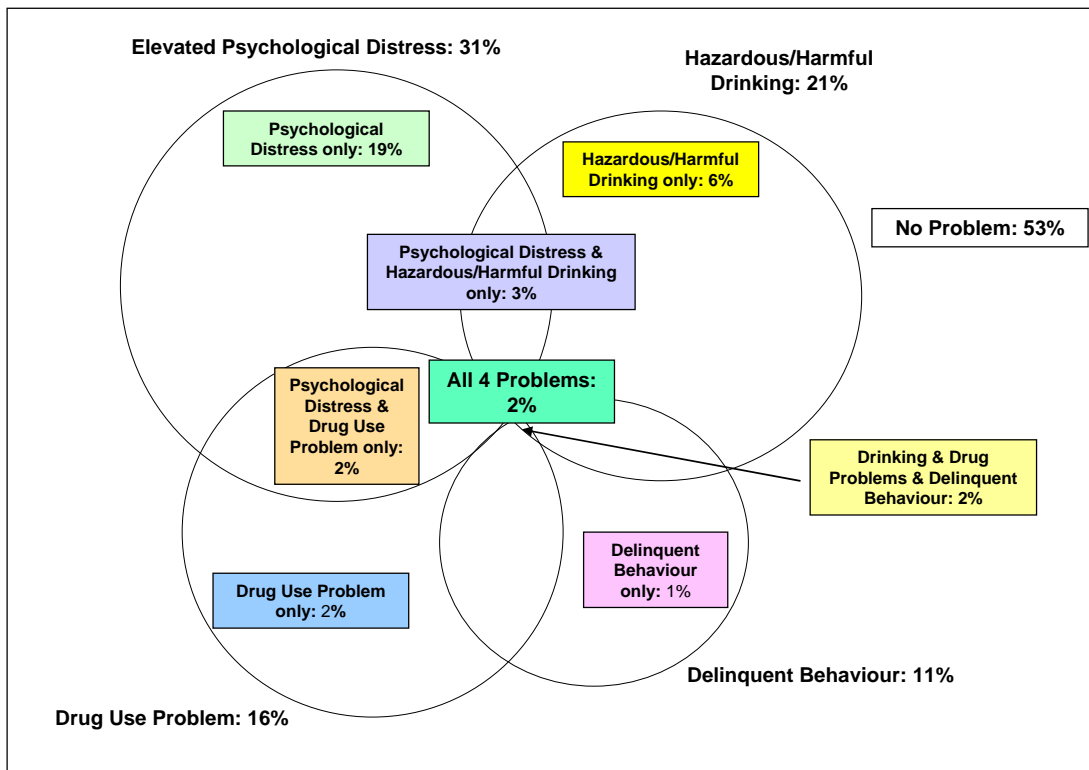 Elevated Psychological Distress: 31%
Hazardous/Harmful
Drinking: 21%
Psychological
Distress only: 19%
Hazardous/Harmful
Drinking only: 6%
No Problem: 53%
Psychological Distress &
Hazardous/Harmful Drinking
only: 3%
All 4 Problems:
2%
Psychological
Distress &
Drug Use
Problem only:
2%
Drinking & Drug
Problems & Delinquent
Behaviour: 2%
Delinquent
Behaviour
only: 1%
Drug Use Problem
only: 2%
Delinquent Behaviour: 11%
Drug Use Problem: 16%